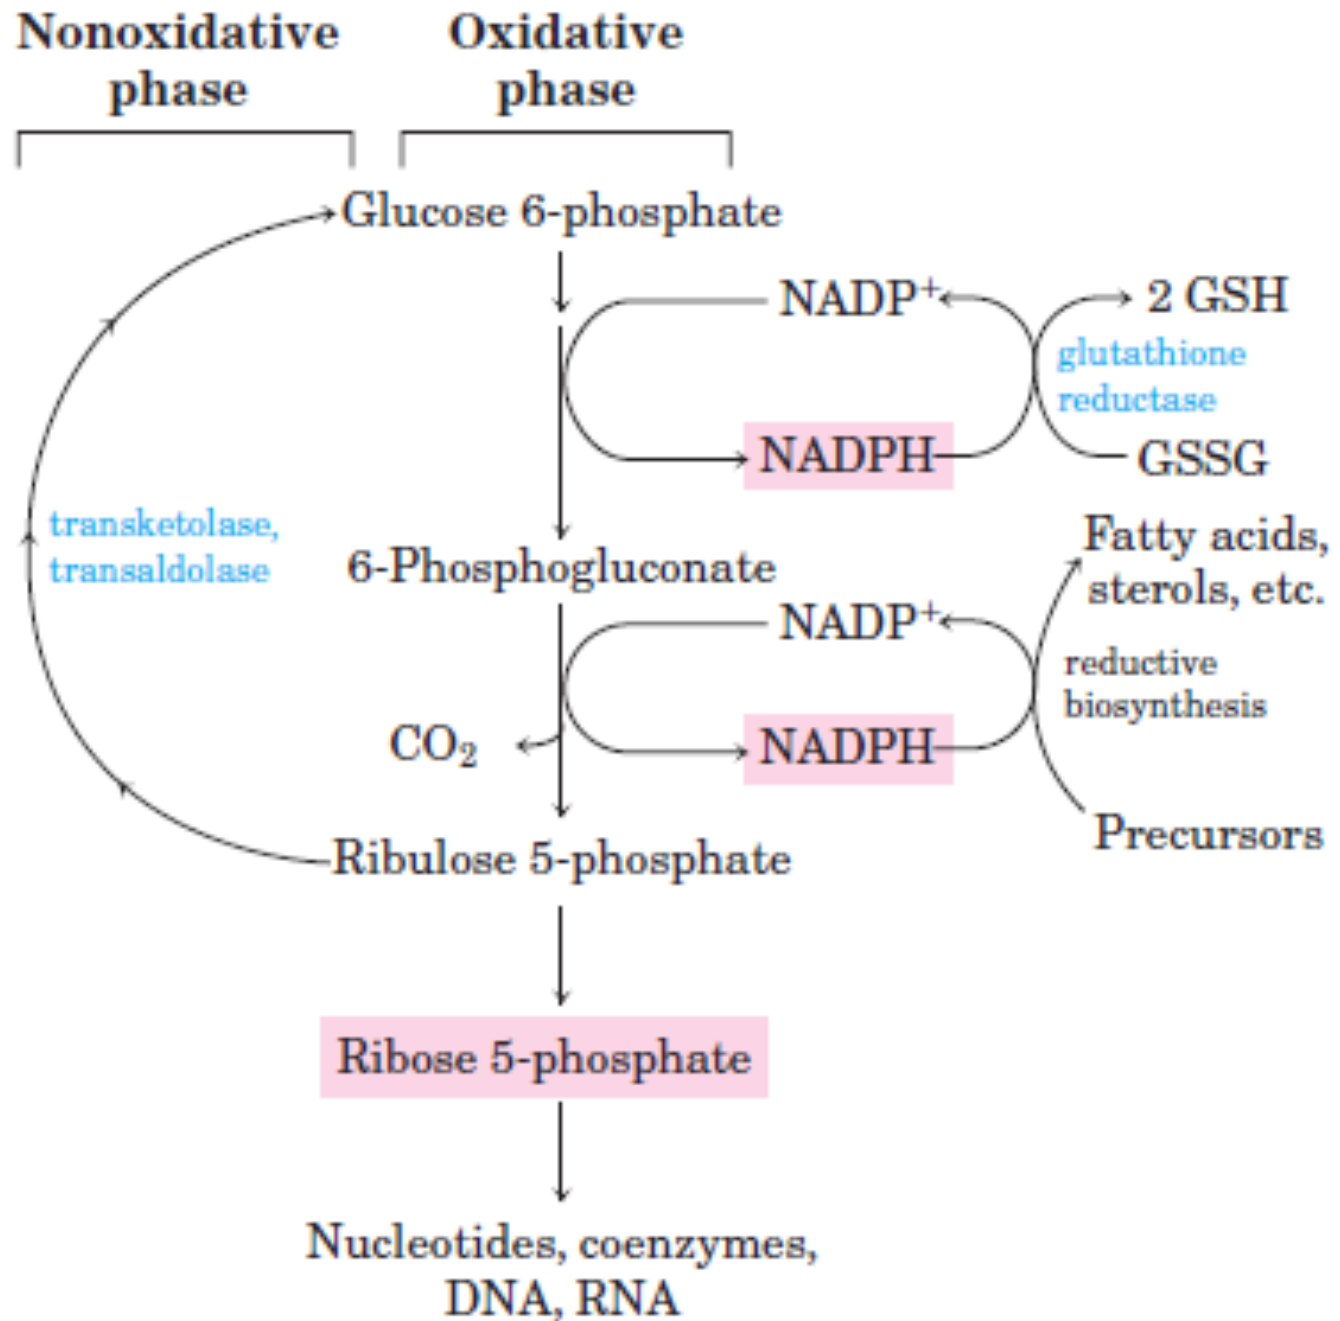 Nonoxidative
phase
Oxidative
phase
Glucose 6-phosphate
NADP+
2 GSH
glutathione
reductase
NADPH
GSSG
transketolase,
transaldolase
6-Phosphogluconate
Fatty acids,
sterols, etc.
NADP+
reductive
biosynthesis
CO₂
NADPH
Precursors
Ribulose 5-phosphate
Ribose 5-phosphate
Nucleotides, coenzymes,
DNA, RNA